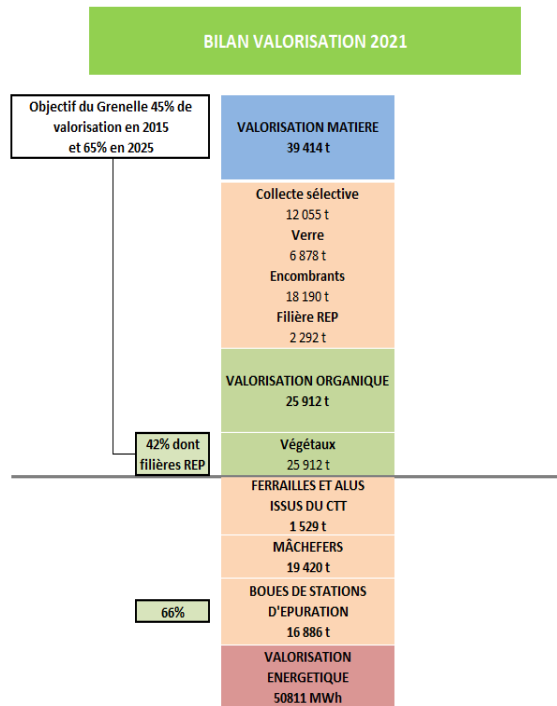 BILAN VALORISATION 2021
Objectif du Grenelle 45% de
valorisation en 2015
et 65% en 2025
VALORISATION MATIERE
39 414 t
Collecte sélective
12 055 t
Verre
6 878 t
Encombrants
18 190 t
Filière REP
2 292 t
VALORISATION ORGANIQUE
25 912 t
42% dont
filières REP
Végétaux
25 912 t
FERRAILLES ET ALUS
ISSUS DU CTT
1 529 t
MÂCHEFERS
19 420 t
66%
BOUES DE STATIONS
D'EPURATION
16 886 t
VALORISATION
ENERGETIQUE
50811 MWh